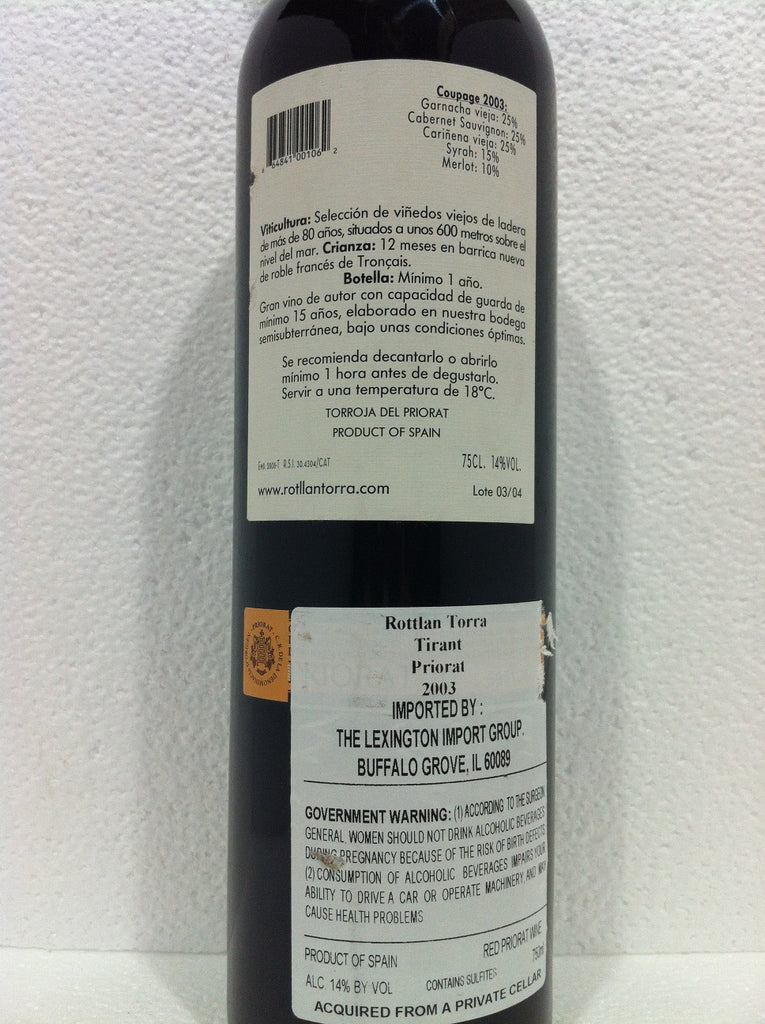 Coupage 2003:
Garnacha vieja: 25%
Cabernet Sauvignon: 25%
Cariñena vieja: 25%
Syrah: 15%
Merlot: 10%
64841 00106 2
Viticultura: Selección de viñedos viejos de ladera
de más de 80 años, situados a unos 600 metros sobre el
nivel del mar. Crianza: 12 meses en barrica nueva
de roble francés de Tronçais.
Botella: Mínimo 1 año.
Gran vino de autor con capacidad de guarda de
mínimo 15 años, elaborado en nuestra bodega
semisubterránea, bajo unas condiciones óptimas.
Se recomienda decantarlo o abrirlo
mínimo 1 hora antes de degustarlo.
Servir a una temperatura de 18°C.
TORROJA DEL PRIORAT
PRODUCT OF SPAIN
R.S.I. 30.4304/CAT 75CL. 14%VOL.
www.rotllantorra.com Lote 03/04
PRIORAT
Rottlan Torra
Tirant
Priorat
2003
IMPORTED BY :
THE LEXINGTON IMPORT GROUP.
BUFFALO GROVE, IL 60089
GOVERNMENT WARNING: (1) ACCORDING TO THE SURGEON
GENERAL, WOMEN SHOULD NOT DRINK ALCOHOLIC BEVERAGES
DURING PREGNANCY BECAUSE OF THE RISK OF BIRTH DEFECTS
(2) CONSUMPTION OF ALCOHOLIC BEVERAGES IMPAIRS YOUR
ABILITY TO DRIVE A CAR OR OPERATE MACHINERY, AND MAY
CAUSE HEALTH PROBLEMS
PRODUCT OF SPAIN RED PRIORAT WINE
750ml
ALC. 14% BY VOL CONTAINS SULFITES
ACQUIRED FROM A PRIVATE CELLAR